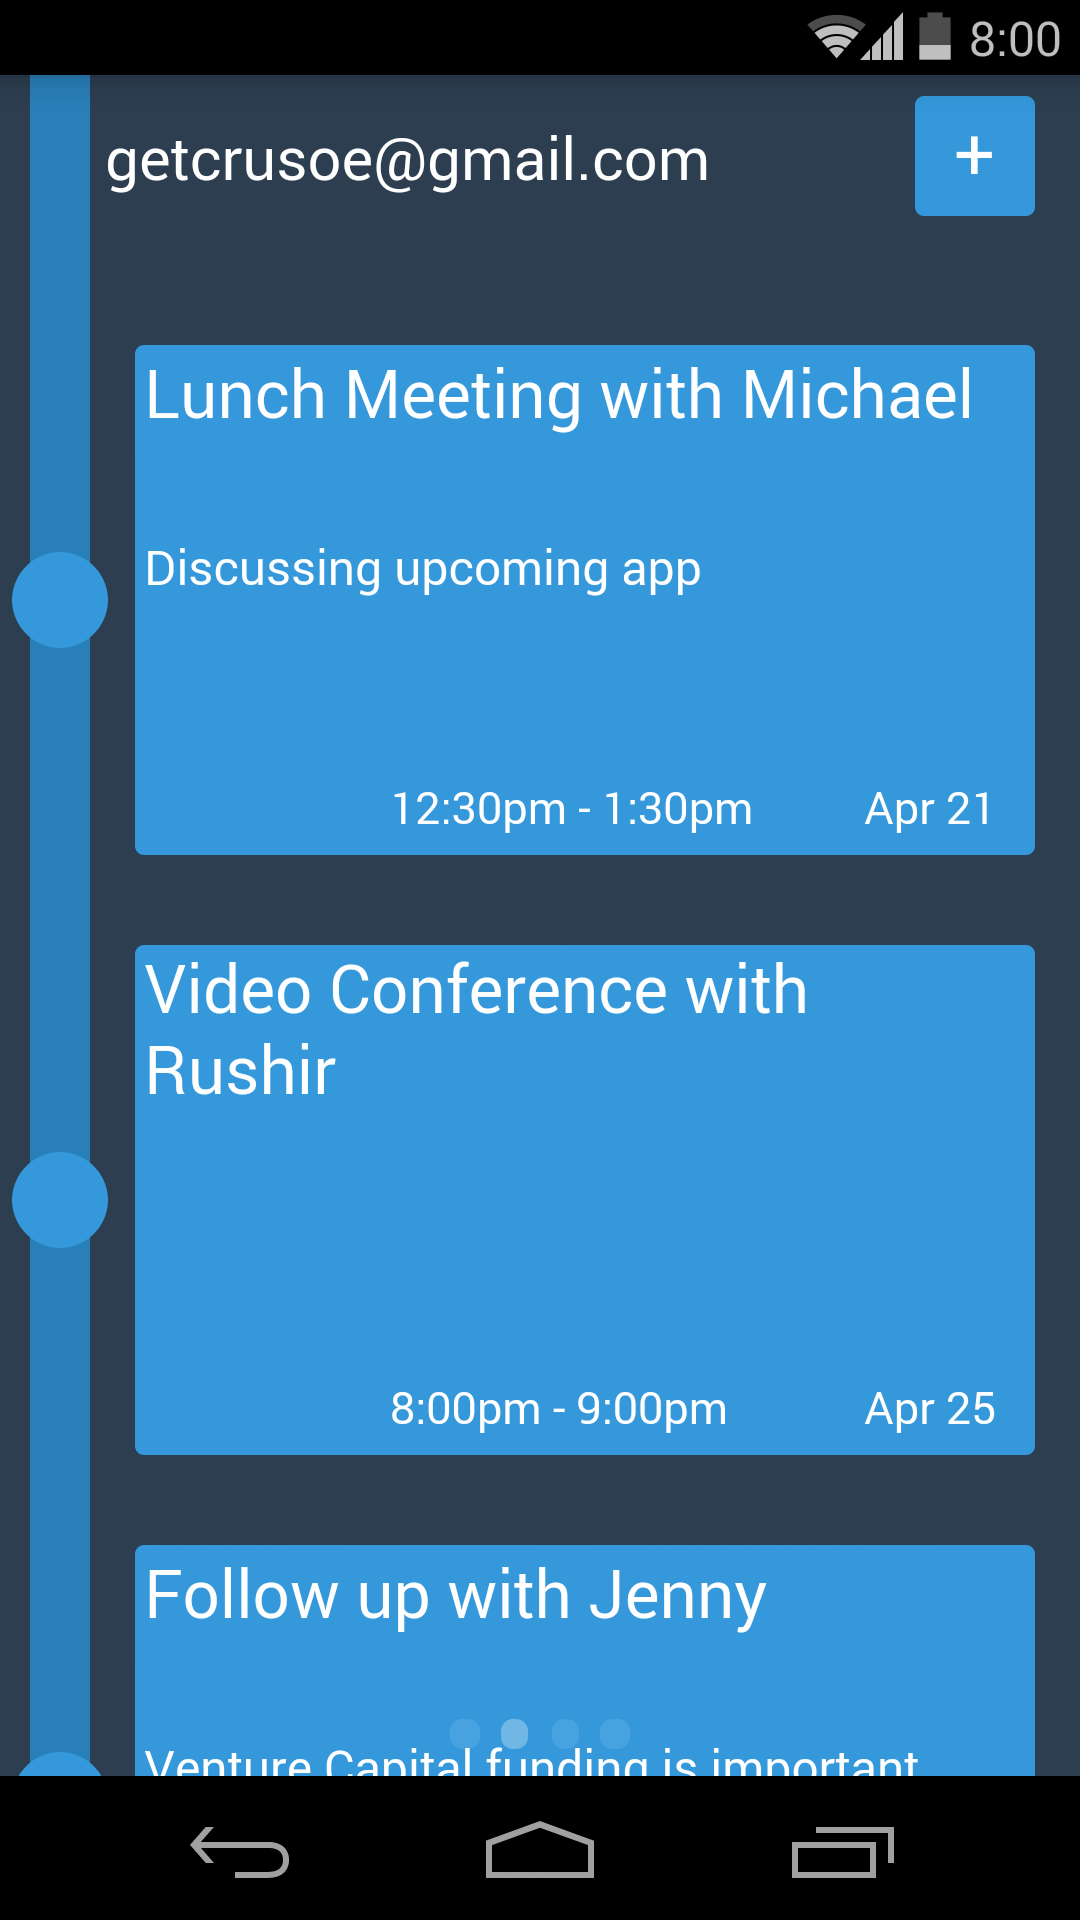 8:00
getcrusoe@gmail.com
+
Lunch Meeting with Michael
Discussing upcoming app
12:30pm - 1:30pm Apr 21
Video Conference with
Rushir
8:00pm - 9:00pm Apr 25
Follow up with Jenny
Venture Capital funding is important